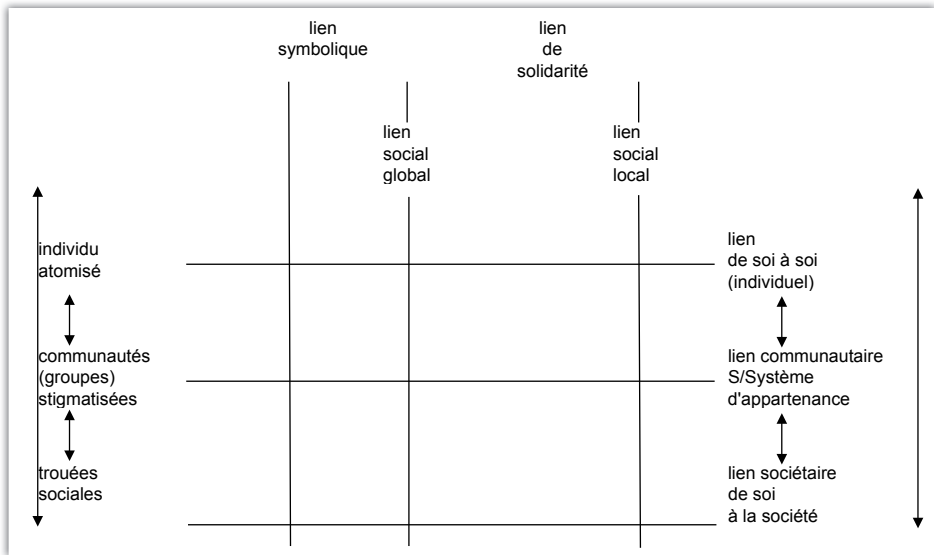 lien
symbolique
lien
de
solidarité
lien
social
global
lien
social
local
individu
atomisé
lien
de soi à soi
(individuel)
communautés
(groupes)
stigmatisées
lien communautaire
S/Système
d'appartenance
trouées
sociales
lien sociétaire
de soi
à la société